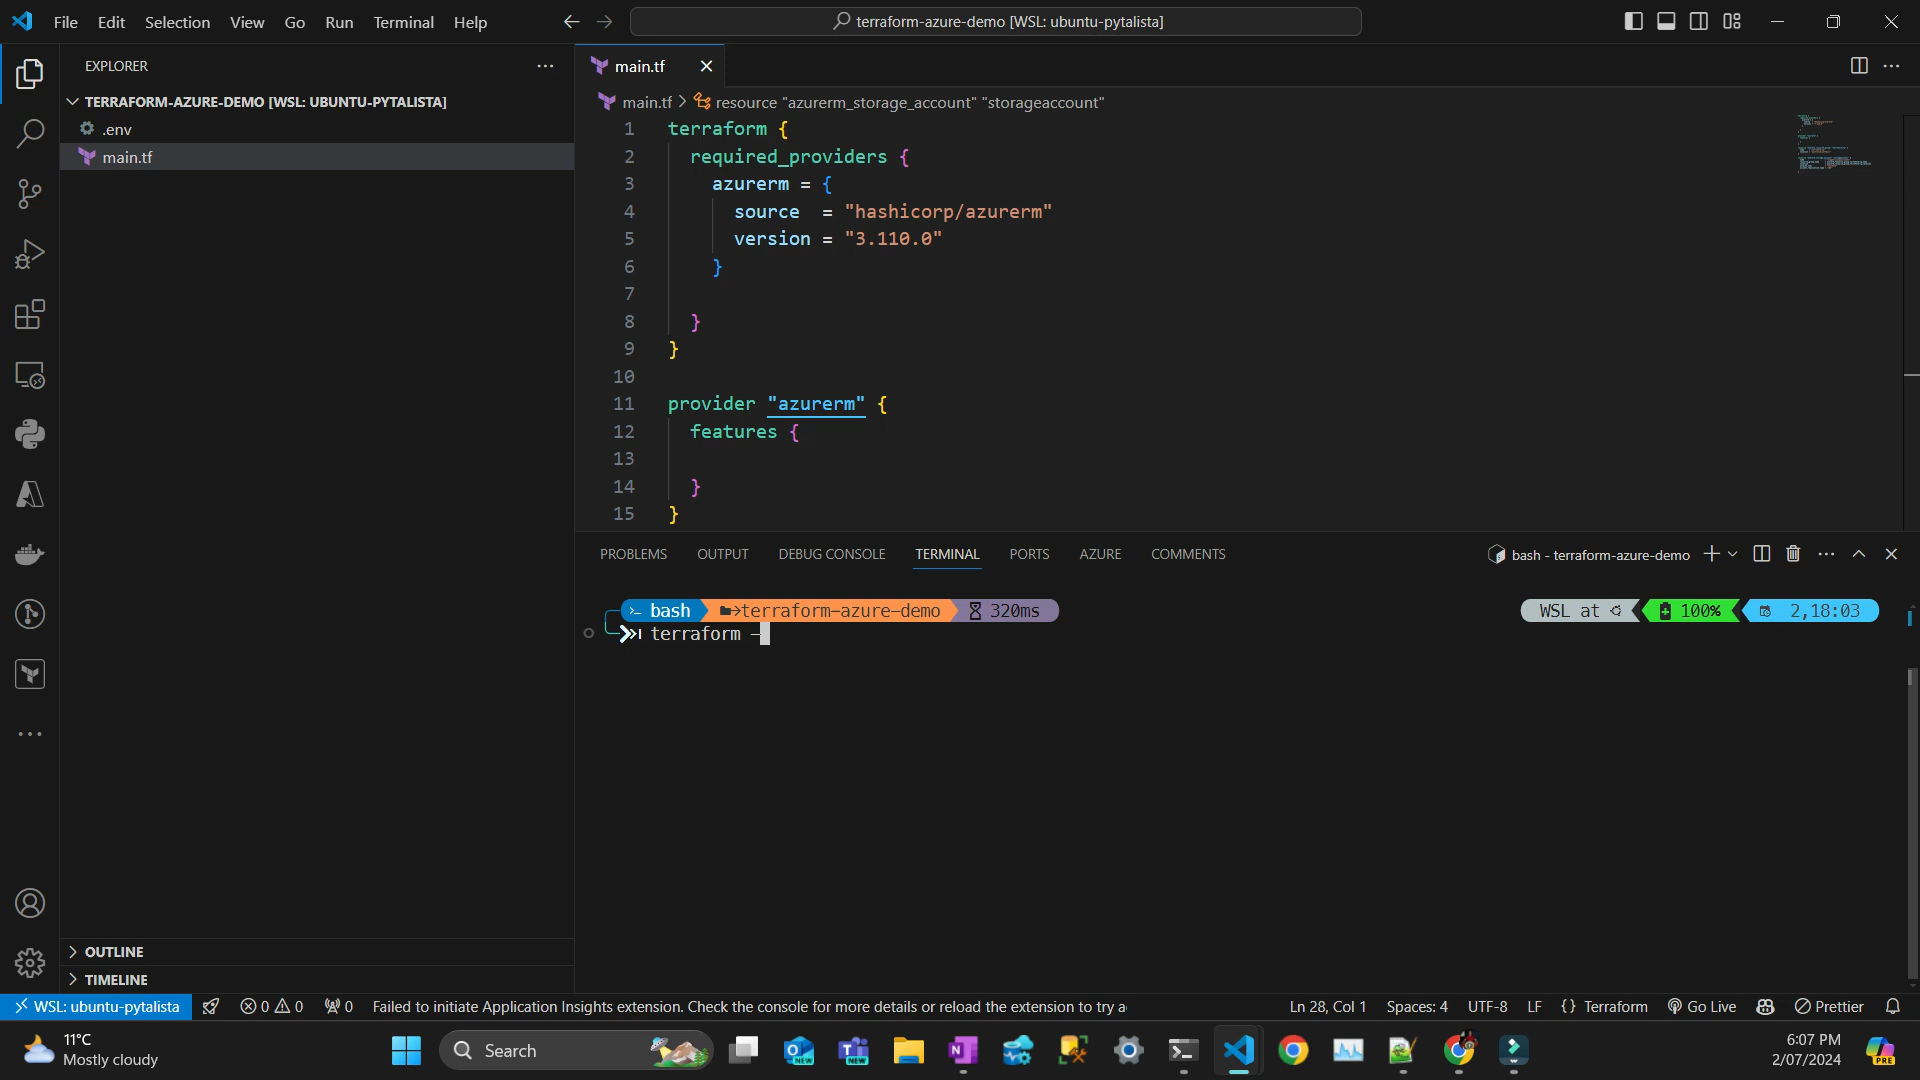 File Edit Selection View Go Run Terminal Help
terraform-azure-demo [WSL: ubuntu-pytalista]
EXPLORER
TERRAFORM-AZURE-DEMO [WSL: UBUNTU-PYTALISTA]
.env
main.tf
main.tf
main.tf > resource "azurerm_storage_account" "storageaccount"
1 terraform {
2 required_providers {
3 azurerm = {
4 source = "hashicorp/azurerm"
5 version = "3.110.0"
6 }
7
8 }
9 }
10
11 provider "azurerm" {
12 features {
13
14 }
15 }
PROBLEMS OUTPUT DEBUG CONSOLE TERMINAL PORTS AZURE COMMENTS
bash - terraform-azure-demo
bash terraform-azure-demo 320ms
WSL at 100% 2,18:03
terraform -
OUTLINE
TIMELINE
WSL: ubuntu-pytalista 0 0 0 Failed to initiate Application Insights extension. Check the console for more details or reload the extension to try a
Ln 28, Col 1 Spaces: 4 UTF-8 LF {} Terraform Go Live Prettier
11°C
Mostly cloudy
Search
NEW
NEW
6:07 PM
2/07/2024
PRE